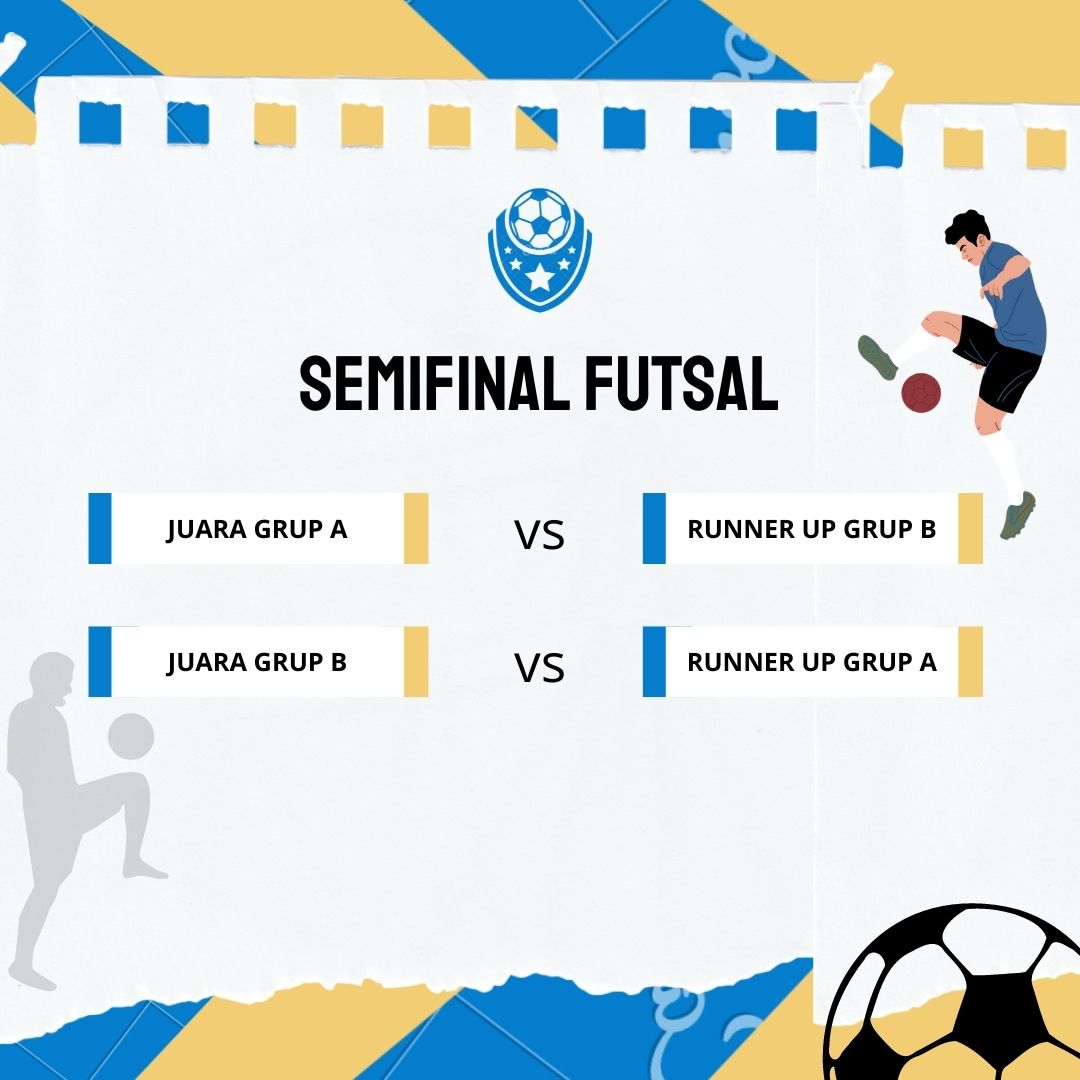 SEMIFINAL FUTSAL
JUARA GRUP A
VS
RUNNER UP GRUP B
JUARA GRUP B
VS
RUNNER UP GRUP A